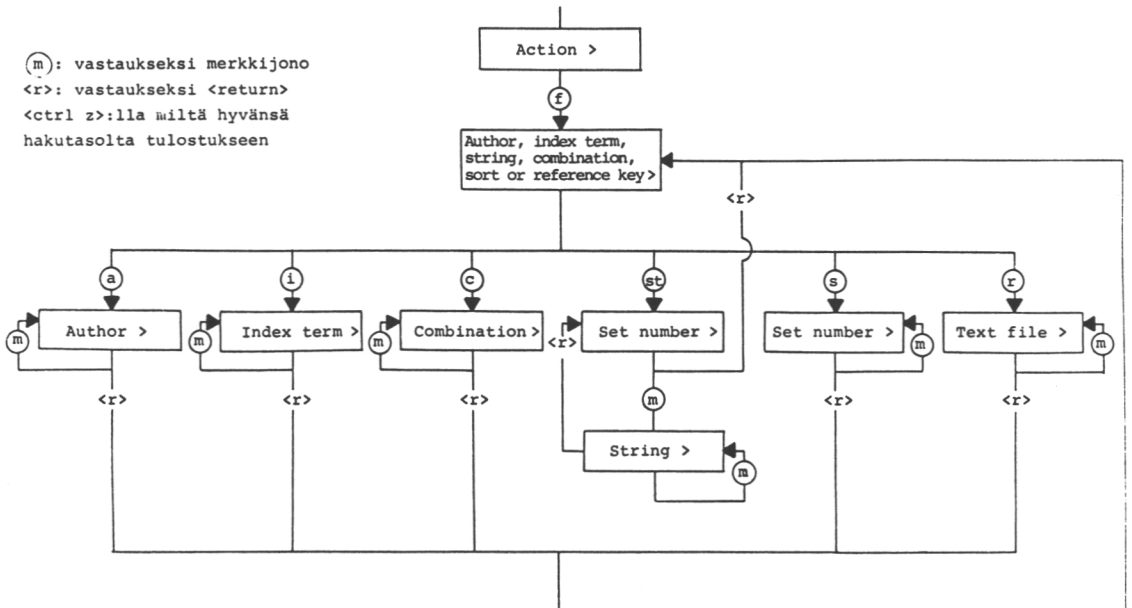 Action >
(m): vastaukseksi merkkijono
<r>: vastaukseksi <return>
<ctrl z>:lla miltä hyvänsä
hakutasolta tulostukseen
f
Author, index term,
string, combination,
sort or reference key>
<r>
a
i
c
st
s
r
Author >
Index term >
Combination>
Set number >
Set number >
Text file >
m
m
m
<r>
m
m
<r>
<r>
<r>
m
<r>
<r>
String >
m